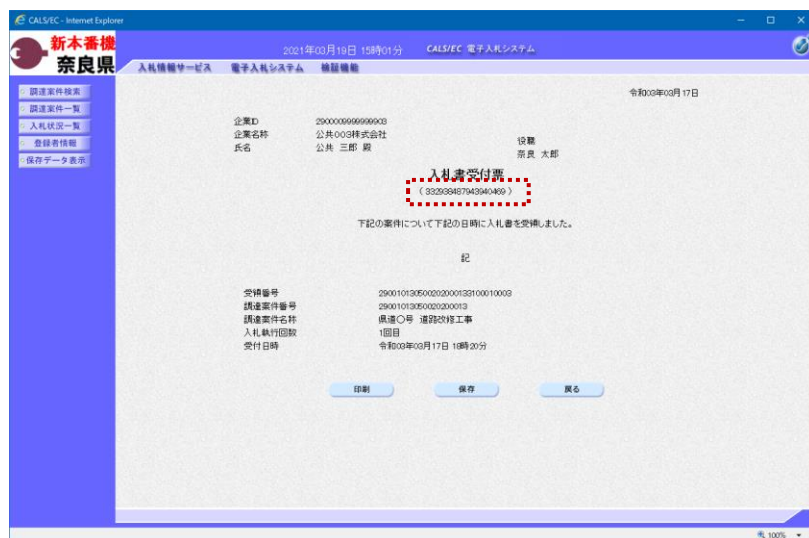 CALS/EC - Internet Explorer
新本番機
奈良県
2021年03月19日 15時01分
CALS/EC 電子入札システム
入札情報サービス
電子入札システム
検証機能
調達案件検索
調達案件一覧
入札状況一覧
登録者情報
保存データ表示
令和03年03月17日
企業ID 2900009999999903
企業名称 公共003株式会社
氏名 公共 三郎 殿
役職
奈良 太郎
入札書受付票
（332938487943940469）
下記の案件について下記の日時に入札書を受領しました。
記
受領番号 290010130500202000133100010003
調達案件番号 29001013050020200013
調達案件名称 県道〇号 道路改修工事
入札執行回数 1回目
受付日時 令和03年03月17日 18時20分
印刷
保存
戻る
100%